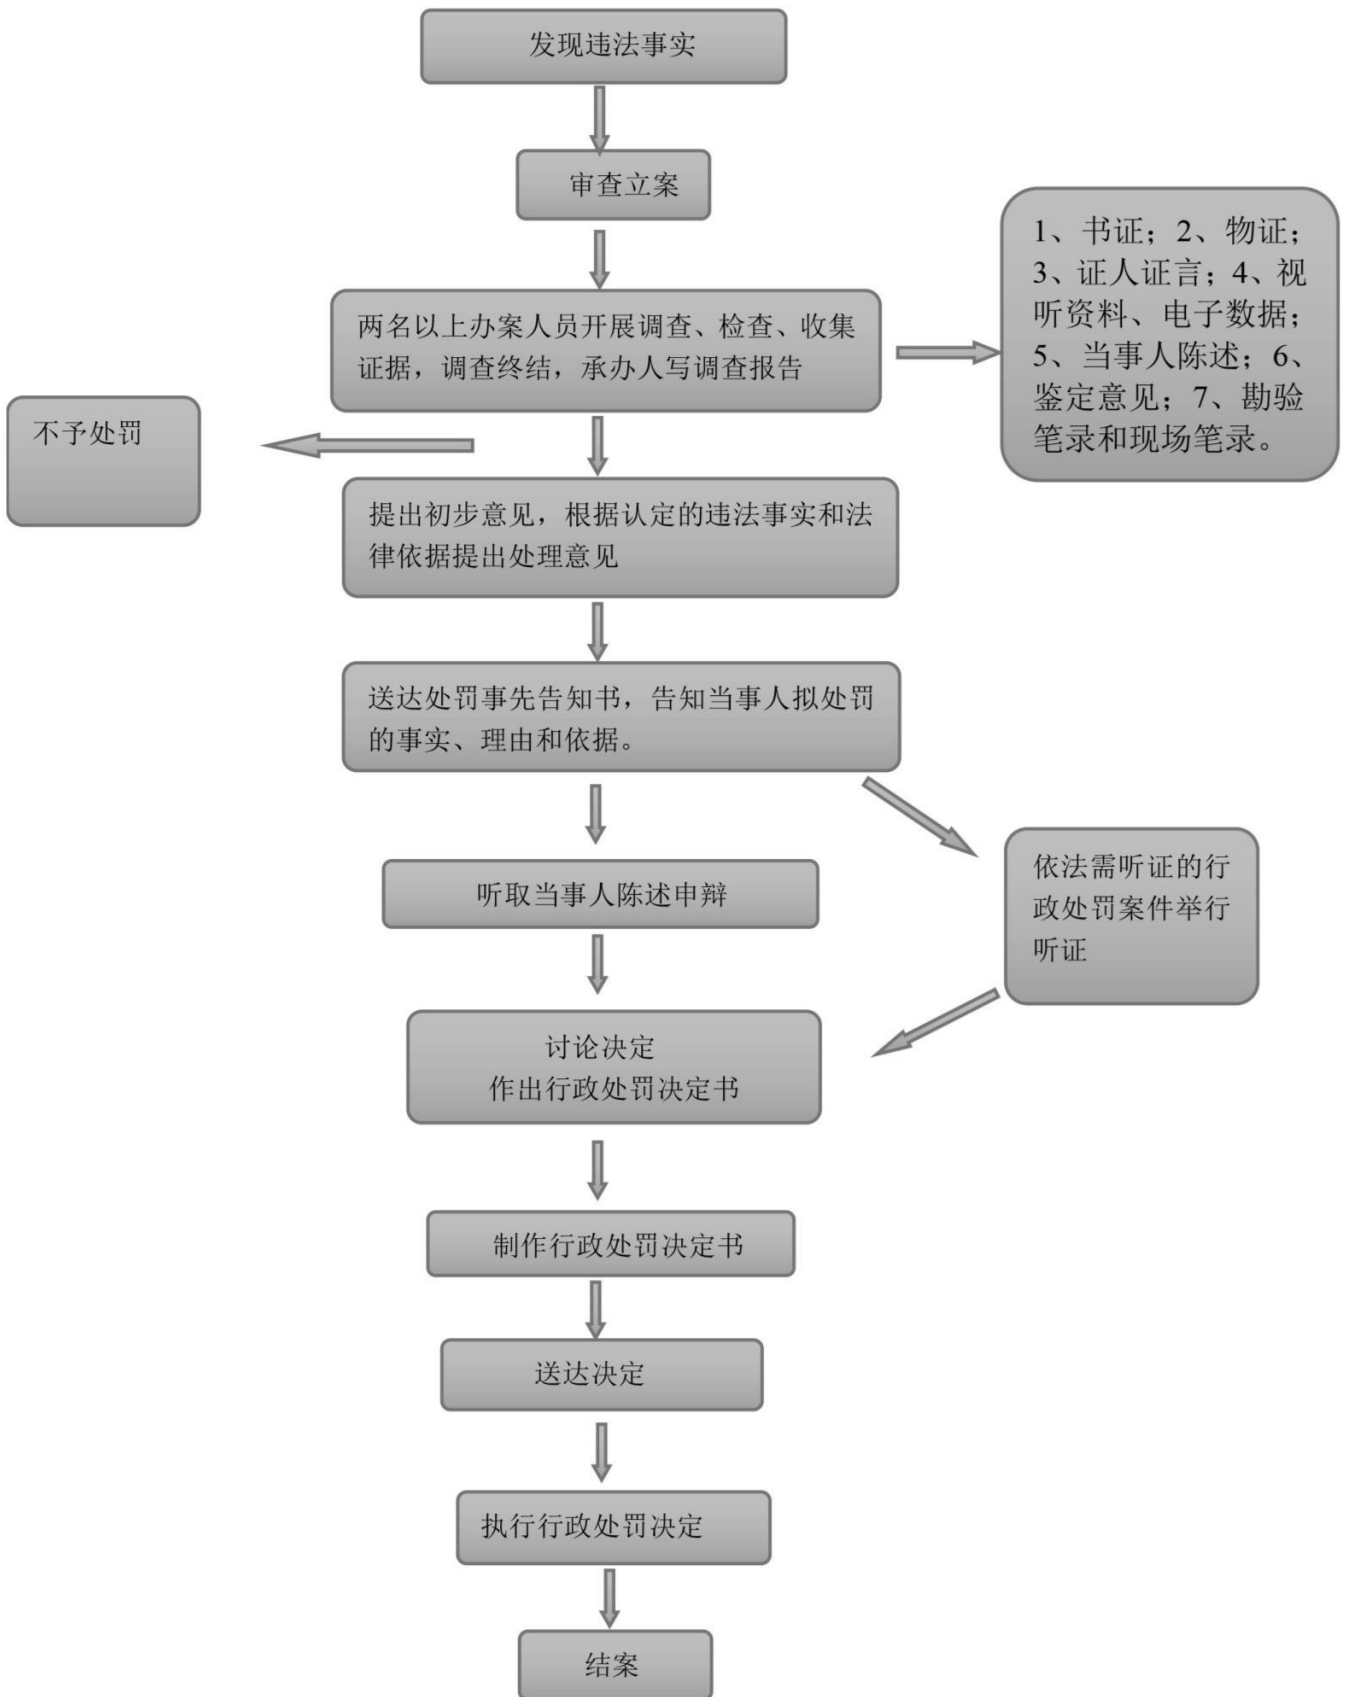 发现违法事实
审查立案
1、书证；2、物证；
3、证人证言；4、视
听资料、电子数据；
5、当事人陈述；6、
鉴定意见；7、勘验
笔录和现场笔录。
两名以上办案人员开展调查、检查、收集
证据，调查终结，承办人写调查报告
不予处罚
提出初步意见，根据认定的违法事实和法
律依据提出处理意见
送达处罚事先告知书，告知当事人拟处罚
的事实、理由和依据。
听取当事人陈述申辩
依法需听证的行
政处罚案件举行
听证
讨论决定
作出行政处罚决定书
制作行政处罚决定书
送达决定
执行行政处罚决定
结案